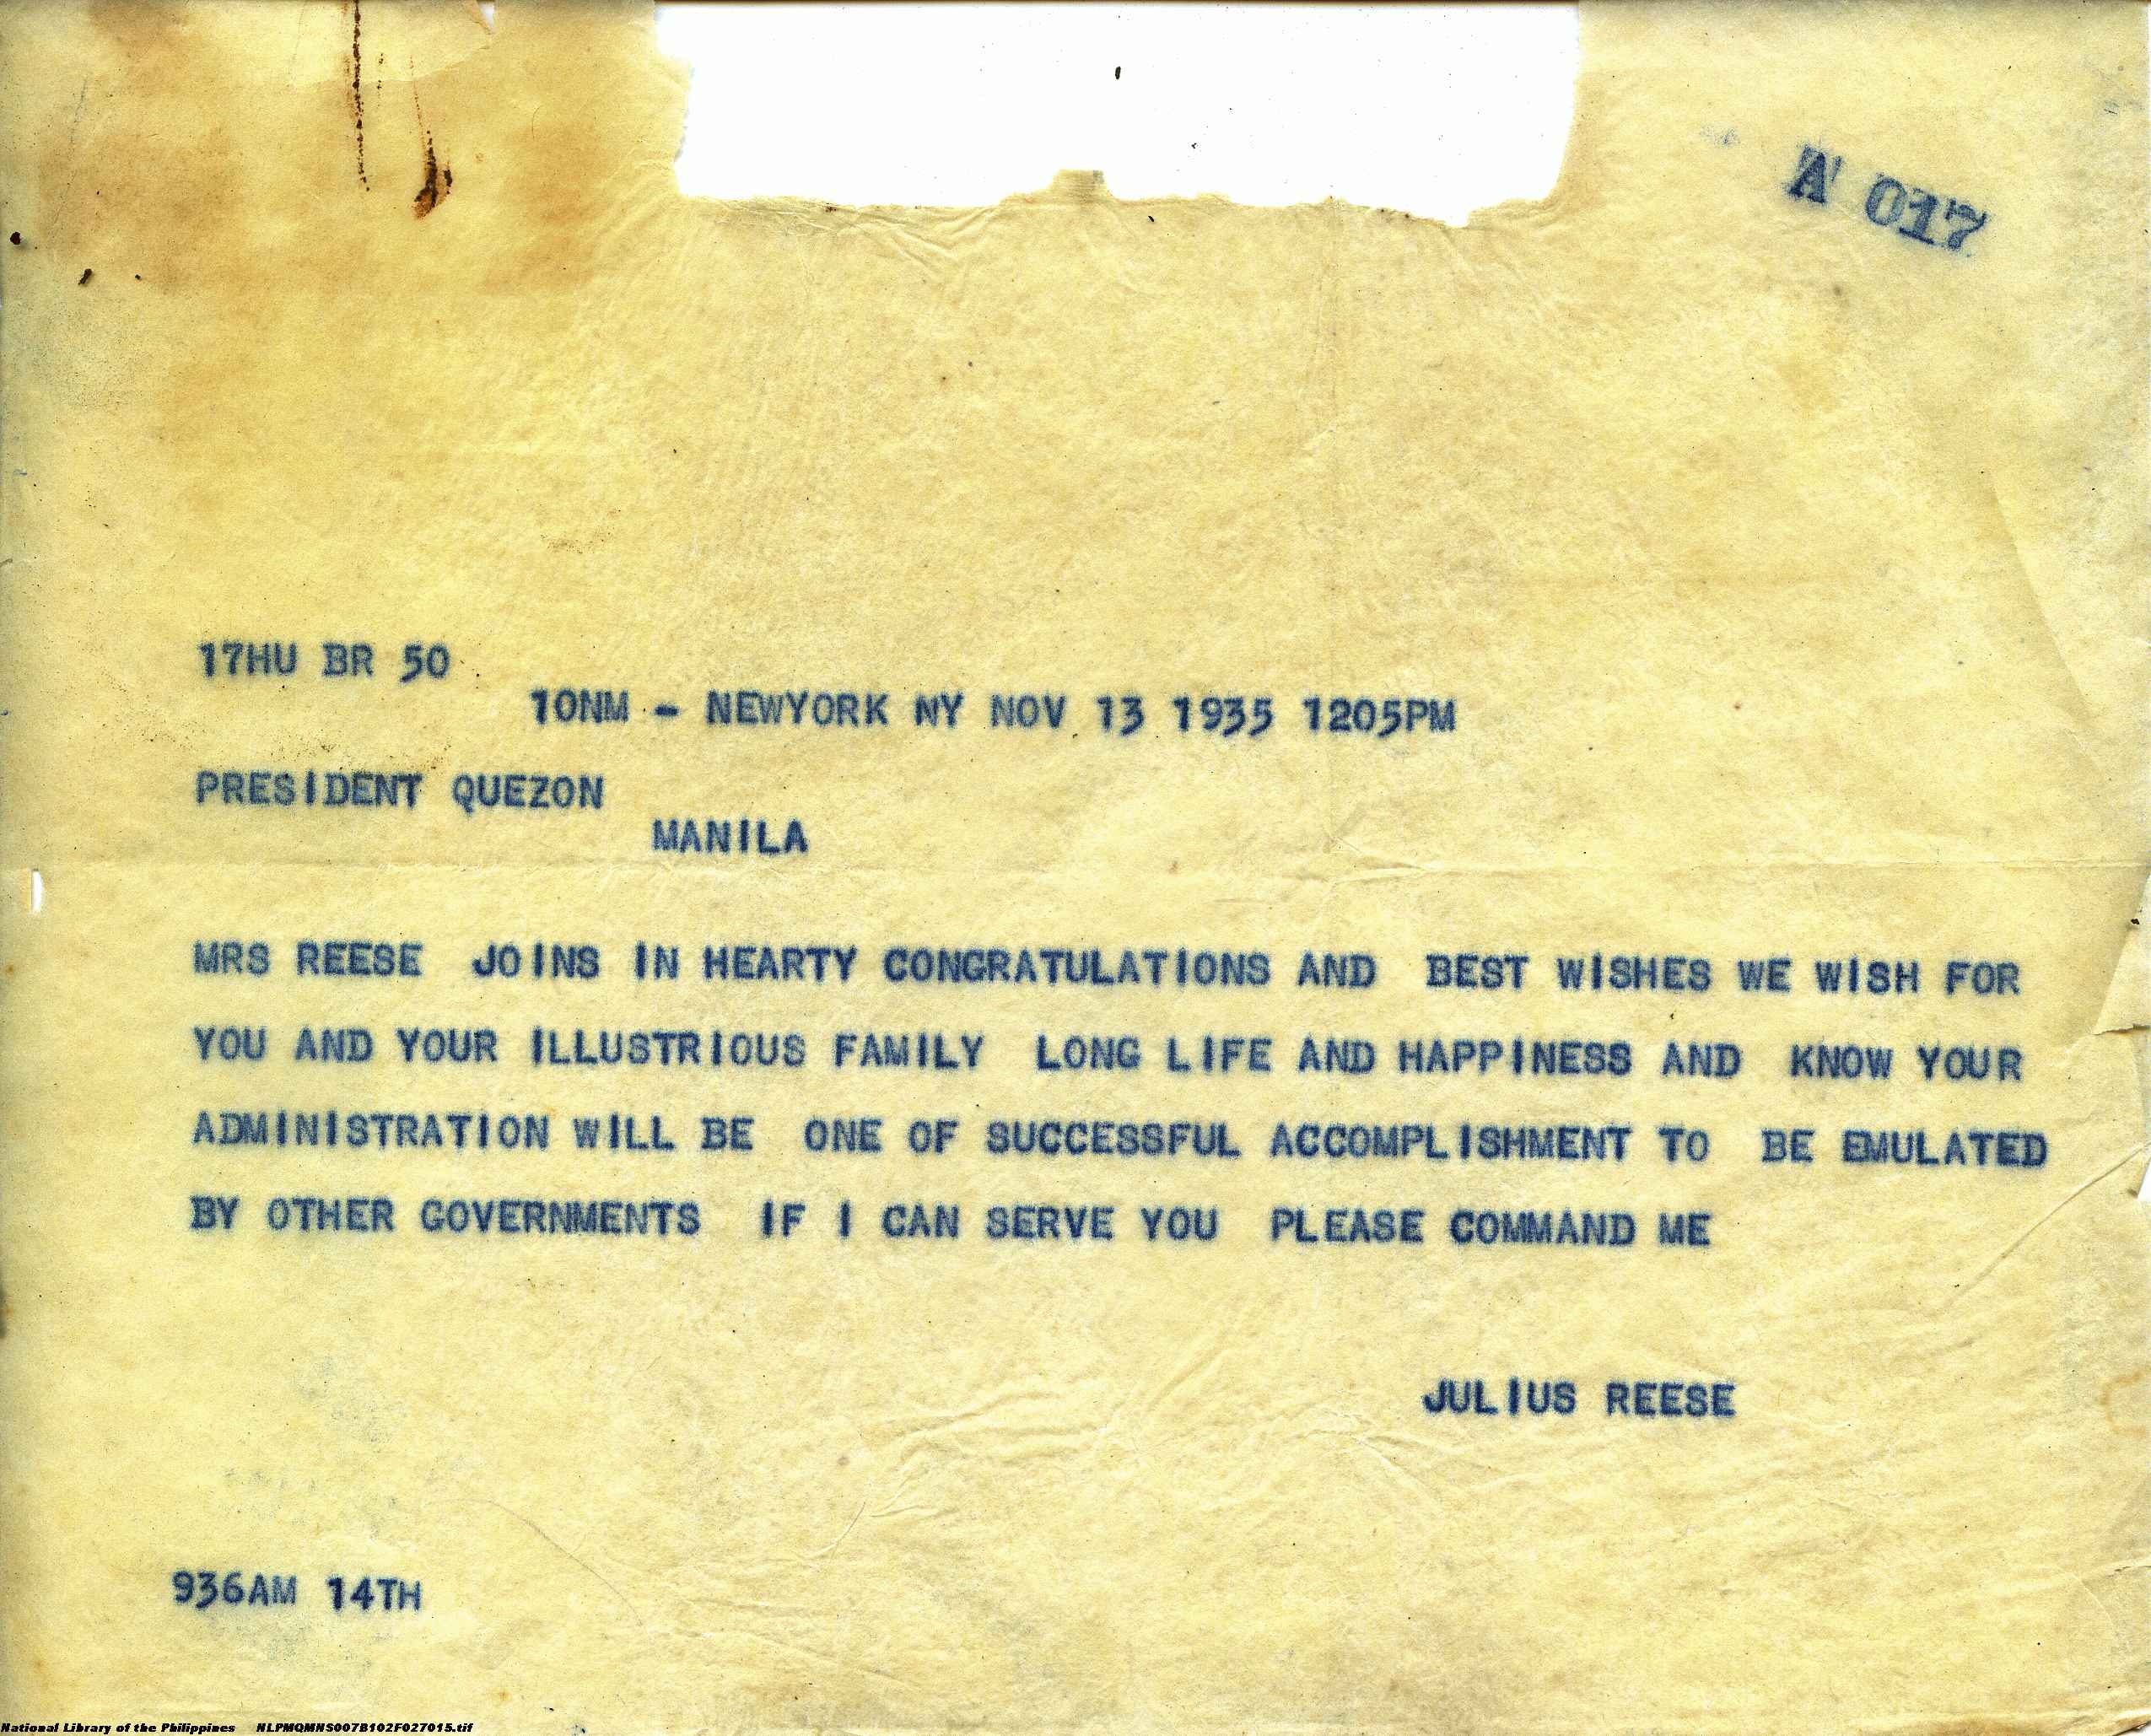 A 017
17HU BR 50
10NM - NEWYORK NY NOV 13 1935 1205PM
PRESIDENT QUEZON
MANILA
MRS REESE JOINS IN HEARTY CONGRATULATIONS AND BEST WISHES WE WISH FOR
YOU AND YOUR ILLUSTRIOUS FAMILY LONG LIFE AND HAPPINESS AND KNOW YOUR
ADMINISTRATION WILL BE ONE OF SUCCESSFUL ACCOMPLISHMENT TO BE EMULATED
BY OTHER GOVERNMENTS IF I CAN SERVE YOU PLEASE COMMAND ME
JULIUS REESE
936AM 14TH
National Library of the Philippines NLPMQMNS007B102F027015.tif